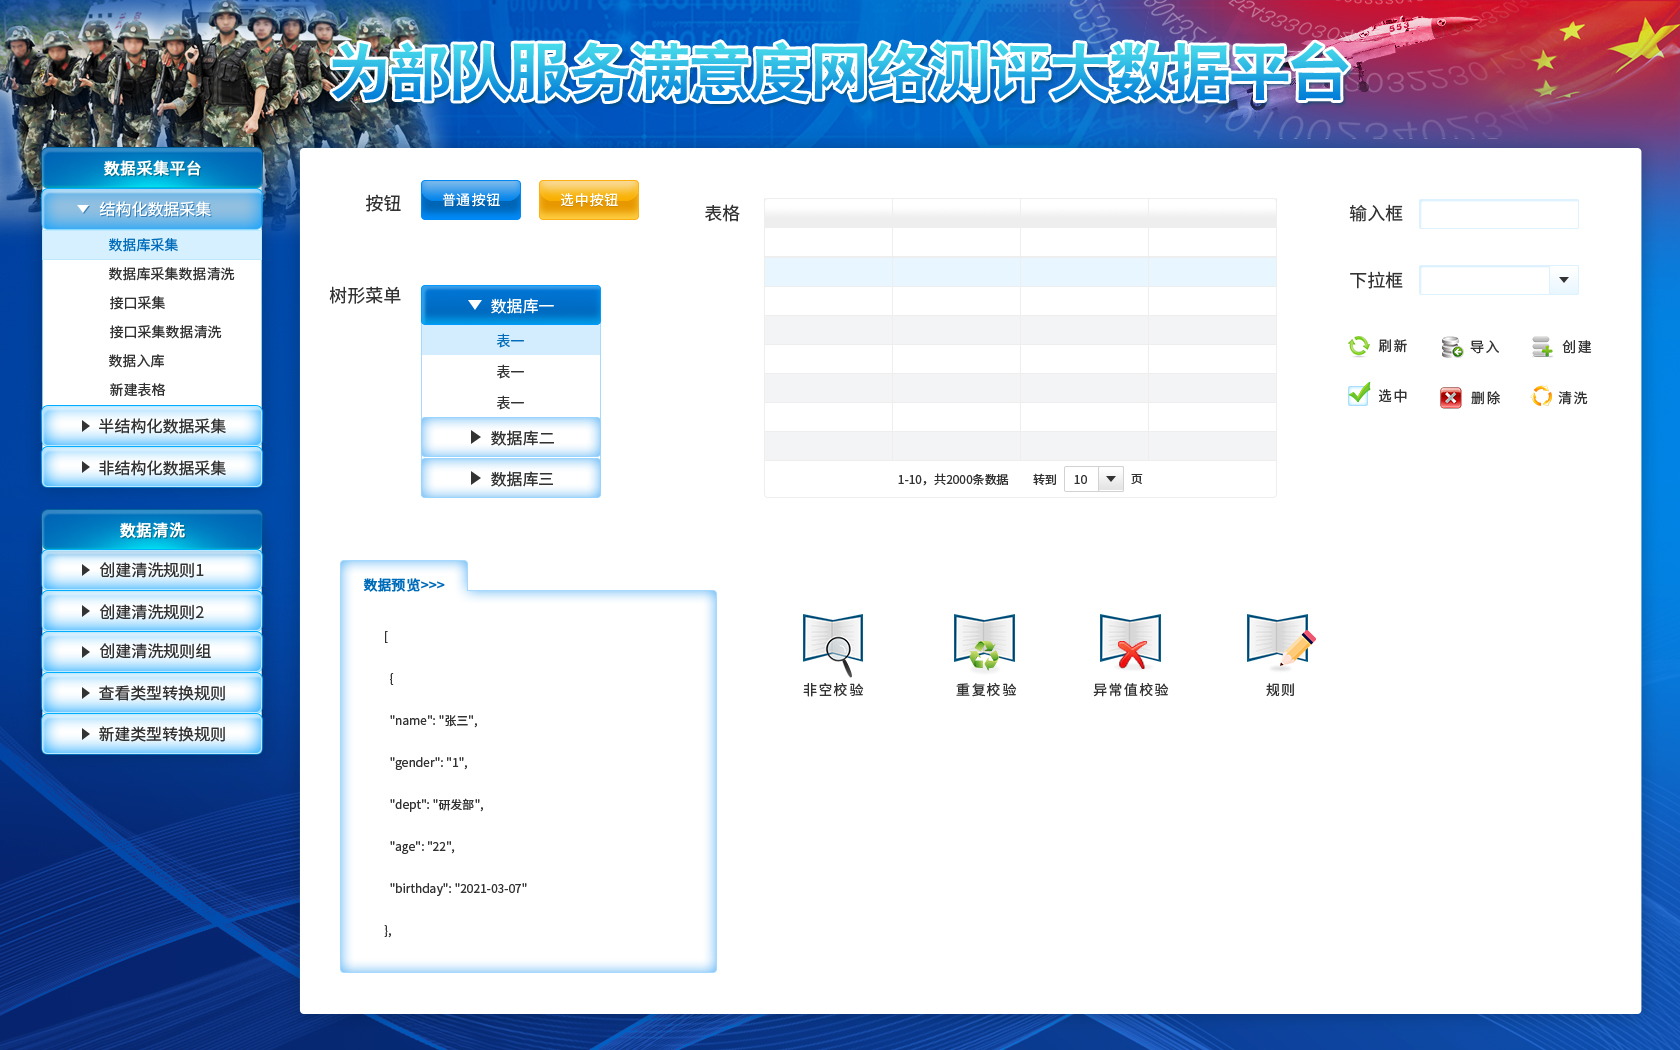 为部队服务满意度网络测评大数据平台
数据采集平台
结构化数据采集
数据库采集
数据库采集数据清洗
接口采集
接口采集数据清洗
数据入库
新建表格
半结构化数据采集
非结构化数据采集
数据清洗
创建清洗规则1
创建清洗规则2
创建清洗规则组
查看类型转换规则
新建类型转换规则
按钮
普通按钮
选中按钮
树形菜单
数据库一
表一
表一
表一
数据库二
数据库三
表格
1-10，共2000条数据 转到 10 页
输入框
下拉框
刷新 导入 创建
选中 删除 清洗
数据预览>>>
[
{
"name": "张三",
"gender": "1",
"dept": "研发部",
"age": "22",
"birthday": "2021-03-07"
},
非空校验 重复校验 异常值校验 规则